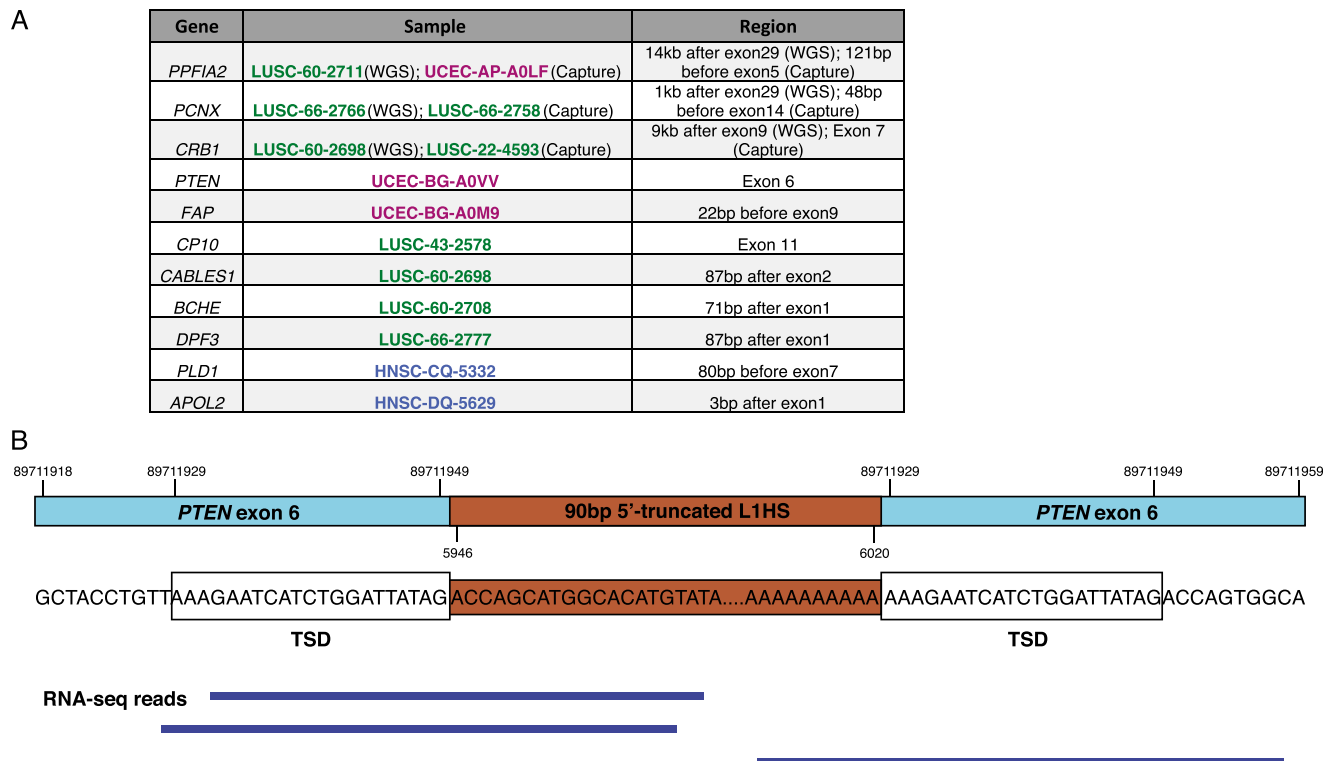 A
Gene Sample Region
PPFIA2 LUSC-60-2711(WGS); UCEC-AP-A0LF(Capture) 14kb after exon29 (WGS); 121bp
before exon5 (Capture)
PCNX LUSC-66-2766(WGS); LUSC-66-2758(Capture) 1kb after exon29 (WGS); 48bp
before exon14 (Capture)
CRB1 LUSC-60-2698(WGS); LUSC-22-4593(Capture) 9kb after exon9 (WGS); Exon 7
(Capture)
PTEN UCEC-BG-A0VV Exon 6
FAP UCEC-BG-A0M9 22bp before exon9
CP10 LUSC-43-2578 Exon 11
CABLES1 LUSC-60-2698 87bp after exon2
BCHE LUSC-60-2708 71bp after exon1
DPF3 LUSC-66-2777 87bp after exon1
PLD1 HNSC-CQ-5332 80bp before exon7
APOL2 HNSC-DQ-5629 3bp after exon1
B
89711918 89711929 89711949 89711929 89711949 89711959
PTEN exon 6 90bp 5'-truncated L1HS PTEN exon 6
5946 6020
GCTACCTGTTAAAGAATCATCTGGATTATAGACCAGCATGGCACATGTATA....AAAAAAAAAA AAAGAATCATCTGGATTATAGACCAGTGGCA
TSD TSD
RNA-seq reads